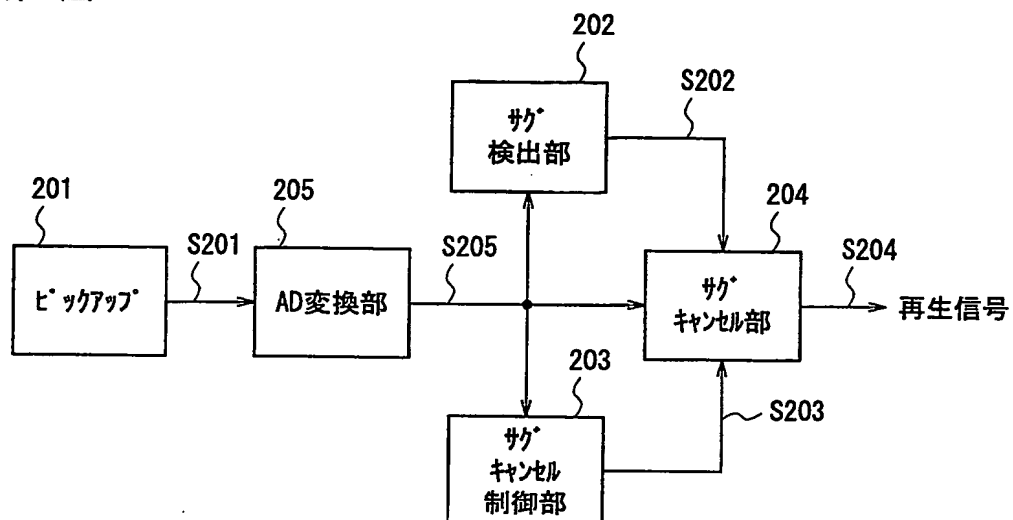 202
S202
サグ
検出部
201
205
204
S201
S205
S204
ピックアップ
AD変換部
サグ
キャンセル部
再生信号
203
S203
サグ
キャンセル
制御部